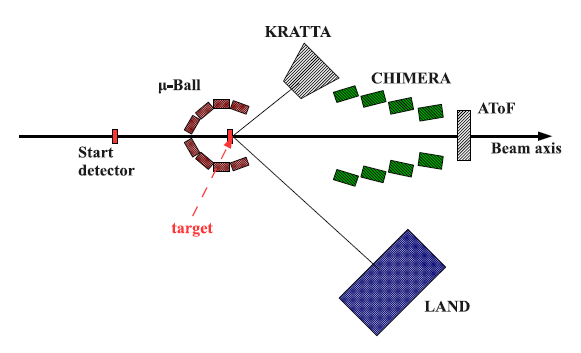 KRATTA
μ-Ball
CHIMERA
AToF
Start
detector
Beam axis
target
LAND